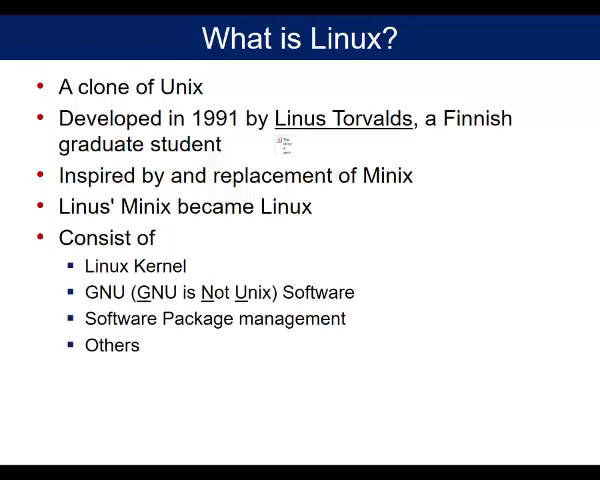 What is Linux?
• A clone of Unix
• Developed in 1991 by Linus Torvalds, a Finnish
graduate student
• Inspired by and replacement of Minix
• Linus' Minix became Linux
• Consist of
▪ Linux Kernel
▪ GNU (GNU is Not Unix) Software
▪ Software Package management
▪ Others